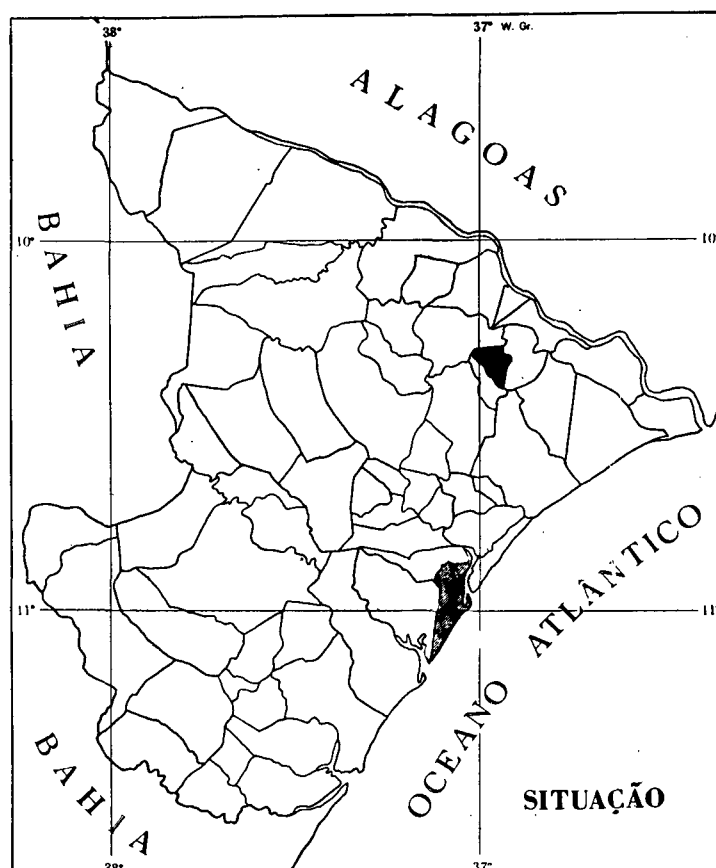 38°
37° W. Gr.
ALAGOAS
BAHIA
10°
10°
11°
11°
OCEANO ATLÂNTICO
BAHIA
SITUAÇÃO
38°
37°